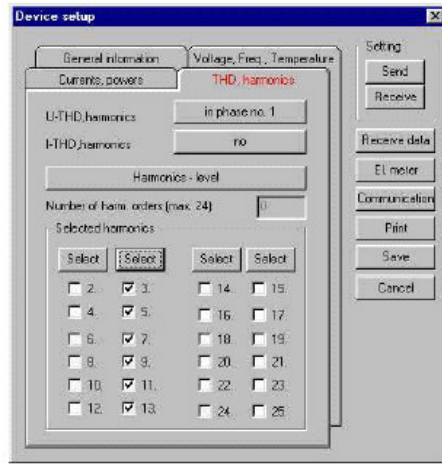 Device setup
General information
Voltage, Freq., Temperature
Currents, powers
THD, harmonics
U-THD,harmonics
in phase no. 1
I-THD,harmonics
no
Harmonics - level
Number of harm. orders (max. 24)
0
Selected harmonics
Select Select Select Select
2. 3. 14. 15.
4. 5. 16. 17.
6. 7. 18. 19.
8. 9. 20. 21.
10. 11. 22. 23.
12. 13. 24. 25.
Setting
Send
Receive
Receive data
El. meter
Communication
Print
Save
Cancel